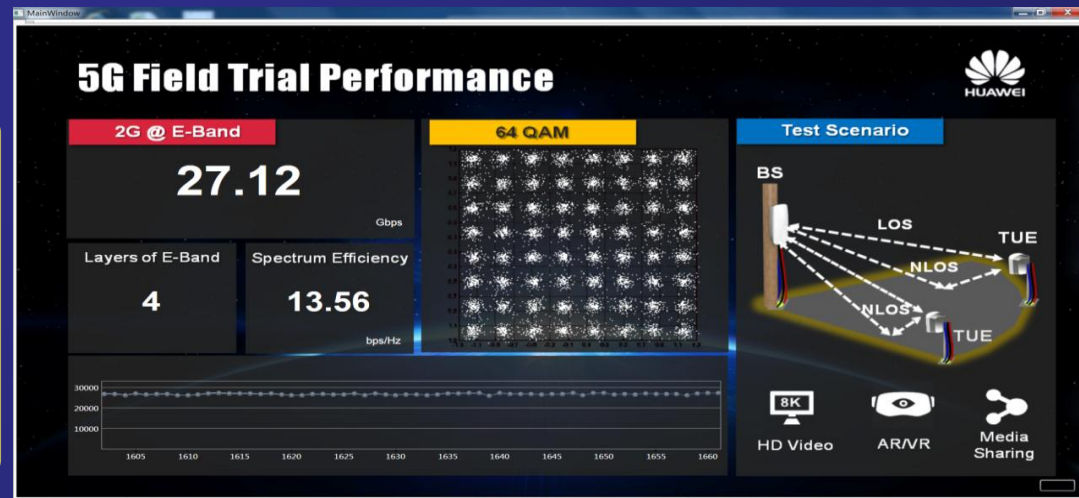 MainWindow
5G Field Trial Performance
HUAWEI
2G @ E-Band
27.12
Gbps
Layers of E-Band
4
Spectrum Efficiency
13.56
bps/Hz
64 QAM
Test Scenario
BS
LOS
TUE
NLOS
NLOS
TUE
30000
20000
10000
1605 1610 1615 1620 1625 1630 1635 1640 1645 1650 1655 1660
8K
HD Video
AR/VR
Media
Sharing